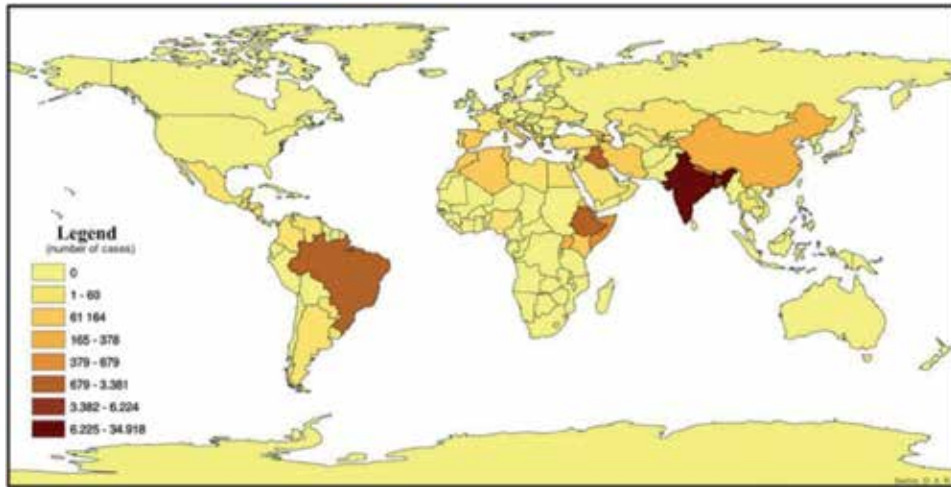 Legend
(number of cases)
0
1 - 60
61 164
165 - 378
379 - 679
679 - 3.381
3.382 - 6.224
6.225 - 34.918